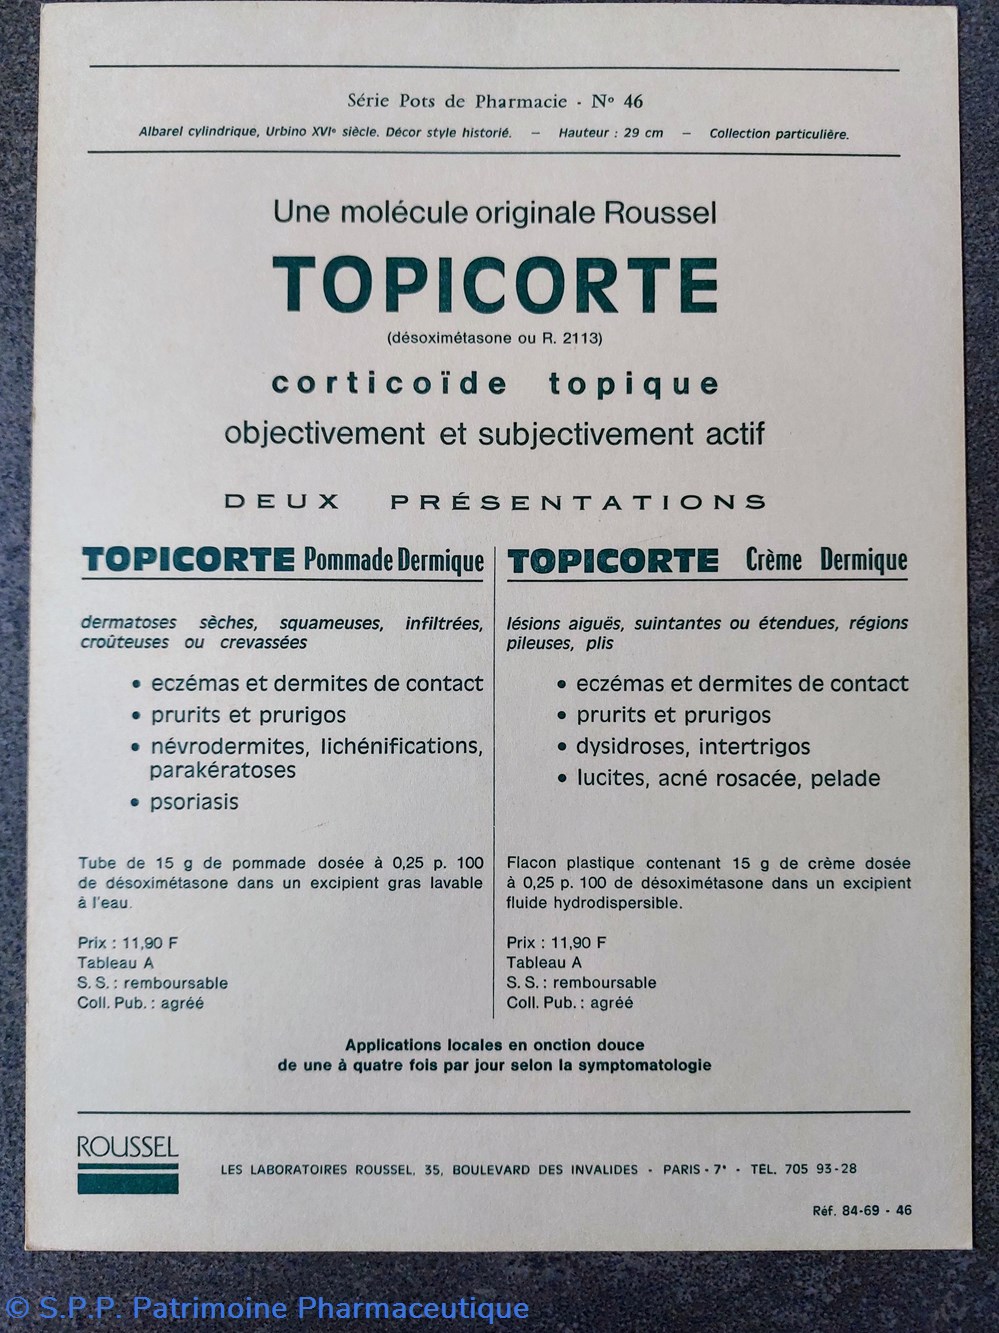 Série Pots de Pharmacie - Nº 46
Albarel cylindrique, Urbino XVIe siècle. Décor style historié. — Hauteur : 29 cm — Collection particulière.
Une molécule originale Roussel
TOPICORTE
(désoximétasone ou R. 2113)
corticoïde topique
objectivement et subjectivement actif
DEUX PRÉSENTATIONS
TOPICORTE Pommade Dermique
dermatoses sèches, squameuses, infiltrées,
croûteuses ou crevassées
• eczémas et dermites de contact
• prurits et prurigos
• névrodermites, lichénifications,
parakératoses
• psoriasis
Tube de 15 g de pommade dosée à 0,25 p. 100
de désoximétasone dans un excipient gras lavable
à l'eau.
Prix : 11,90 F
Tableau A
S. S. : remboursable
Coll. Pub. : agréé
TOPICORTE Crème Dermique
lésions aiguës, suintantes ou étendues, régions
pileuses, plis
• eczémas et dermites de contact
• prurits et prurigos
• dysidroses, intertrigos
• lucites, acné rosacée, pelade
Flacon plastique contenant 15 g de crème dosée
à 0,25 p. 100 de désoximétasone dans un excipient
fluide hydrodispersible.
Prix : 11,90 F
Tableau A
S. S. : remboursable
Coll. Pub. : agréé
Applications locales en onction douce
de une à quatre fois par jour selon la symptomatologie
ROUSSEL
LES LABORATOIRES ROUSSEL, 35, BOULEVARD DES INVALIDES - PARIS - 7e - TEL. 705 93-28
Réf. 84-69 - 46
© S.P.P. Patrimoine Pharmaceutique